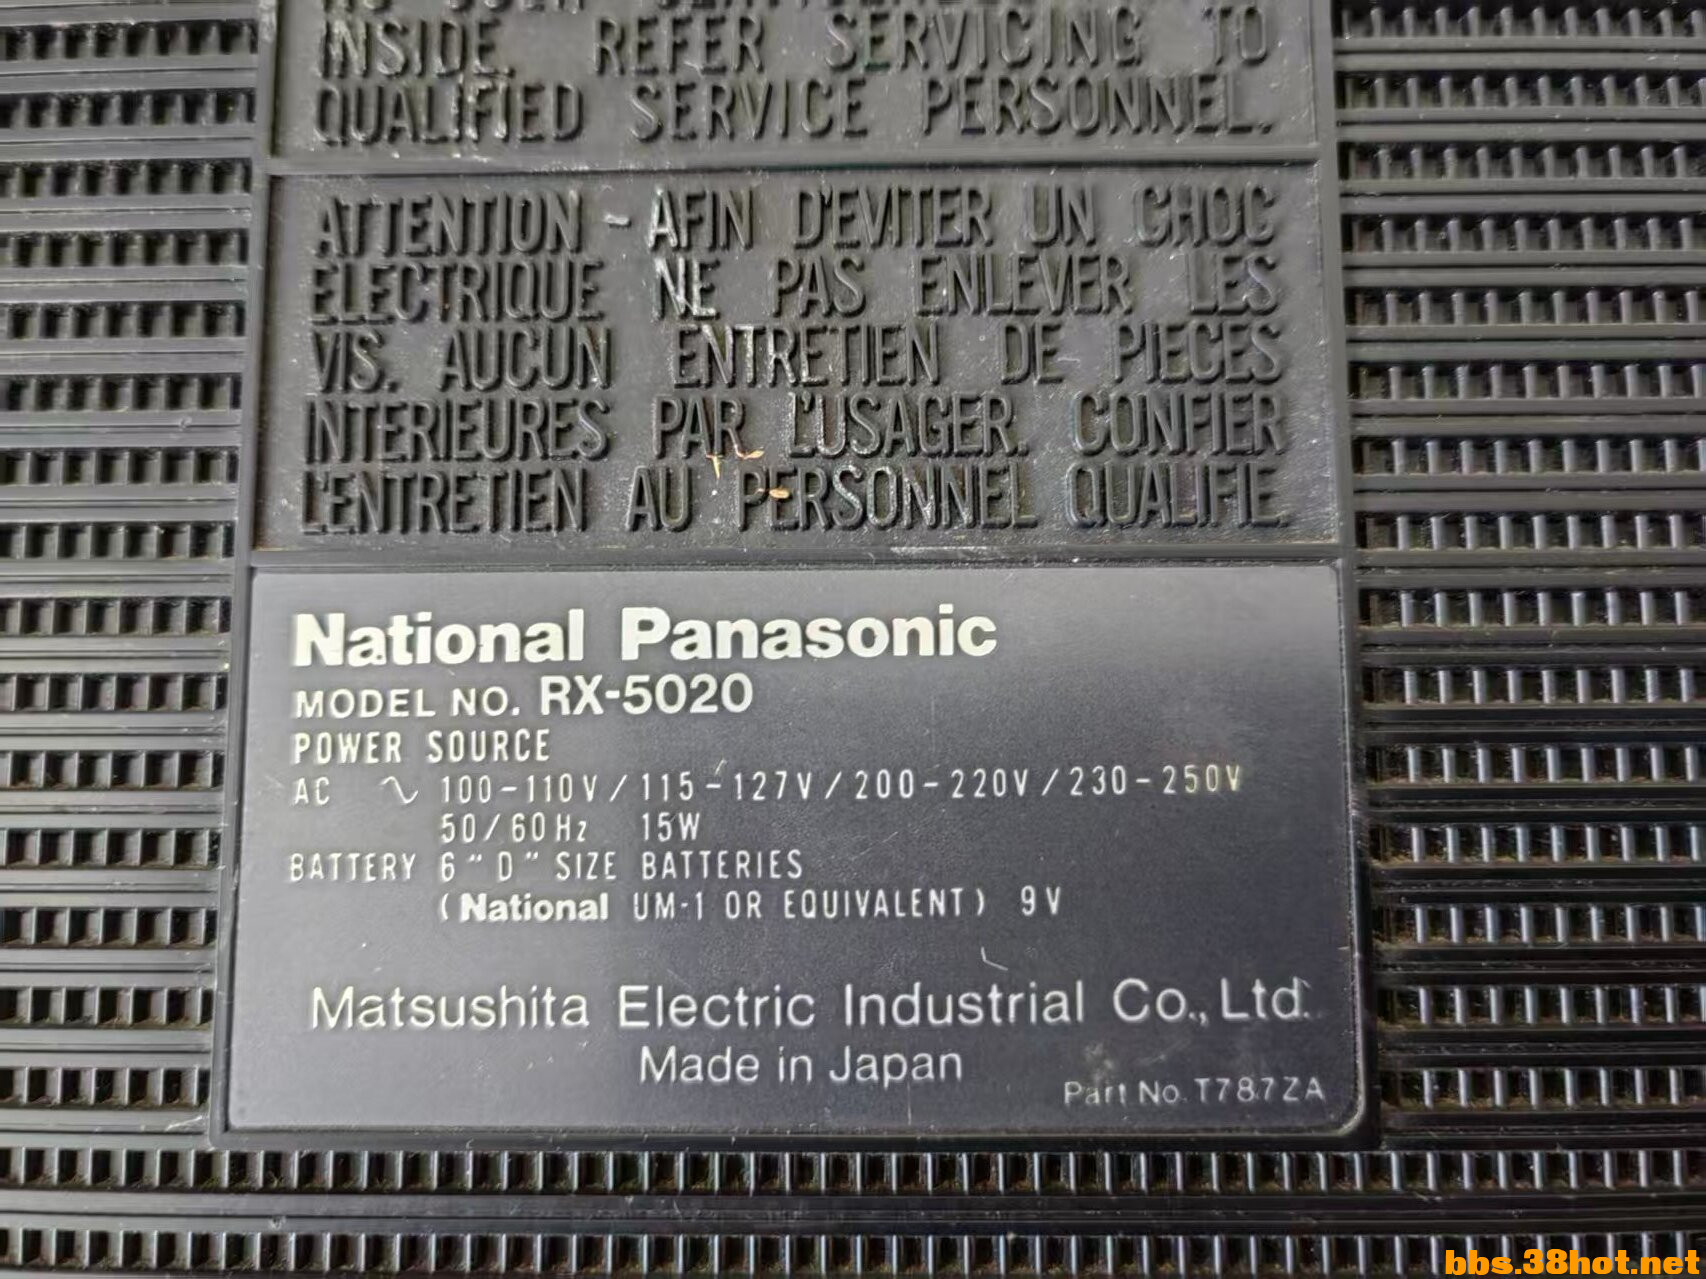 INSIDE. REFER SERVICING TO
QUALIFIED SERVICE PERSONNEL.
ATTENTION - AFIN D'EVITER UN CHOC
ELECTRIQUE NE PAS ENLEVER LES
VIS. AUCUN ENTRETIEN DE PIECES
INTERIEURES PAR L'USAGER. CONFIER
L'ENTRETIEN AU PERSONNEL QUALIFIE.
National Panasonic
MODEL NO. RX-5020
POWER SOURCE
AC ∿ 100-110V/115-127V/200-220V/230-250V
50/60Hz 15W
BATTERY 6 "D" SIZE BATTERIES
(National UM-1 OR EQUIVALENT) 9V
Matsushita Electric Industrial Co., Ltd.
Made in Japan
Part No. T787ZA
bbs.38hot.net